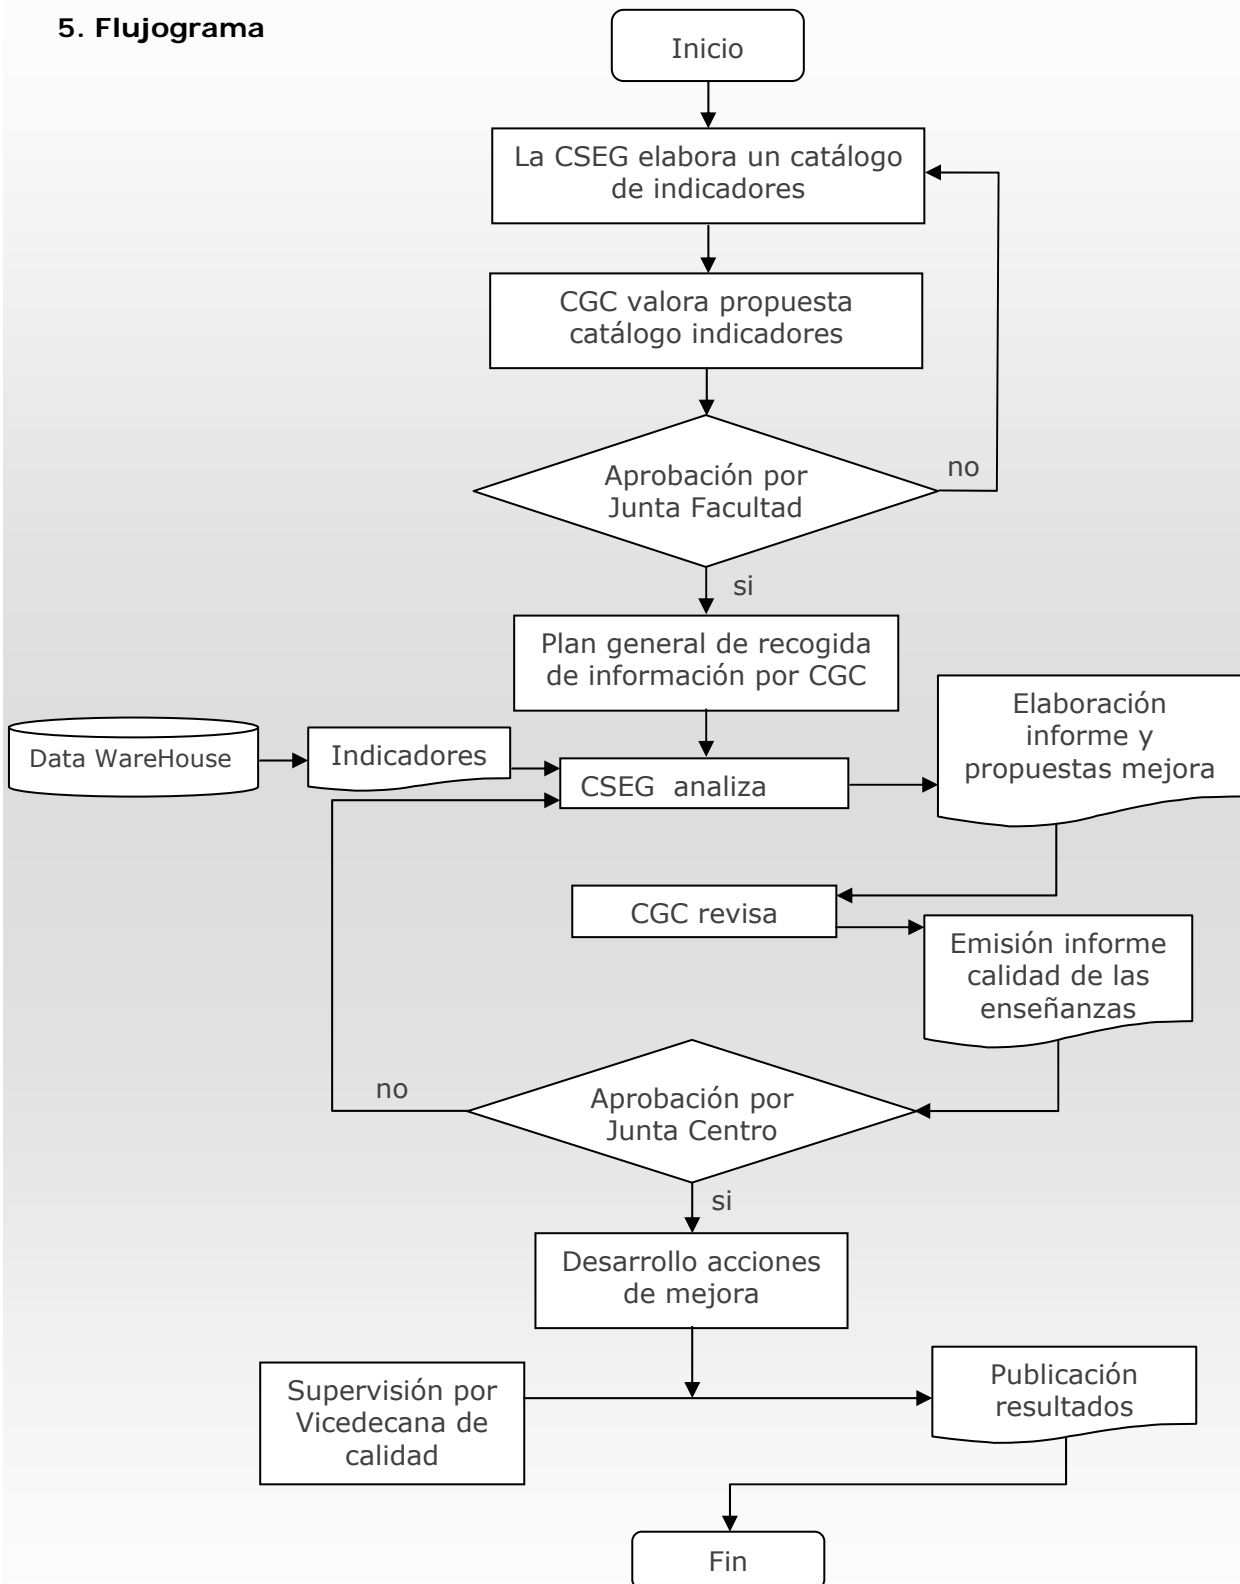 5. Flujograma
Inicio
La CSEG elabora un catálogo
de indicadores
CGC valora propuesta
catálogo indicadores
Aprobación por
Junta Facultad
no
si
Plan general de recogida
de información por CGC
Data WareHouse
Indicadores
CSEG analiza
Elaboración
informe y
propuestas mejora
CGC revisa
Emisión informe
calidad de las
enseñanzas
no
Aprobación por
Junta Centro
si
Desarrollo acciones
de mejora
Supervisión por
Vicedecana de
calidad
Publicación
resultados
Fin